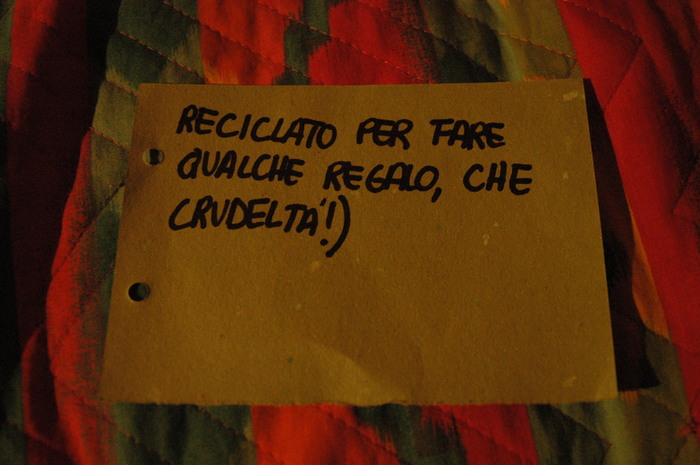 RECICLATO PER FARE
QUALCHE REGALO, CHE
CRUDELTA'!)